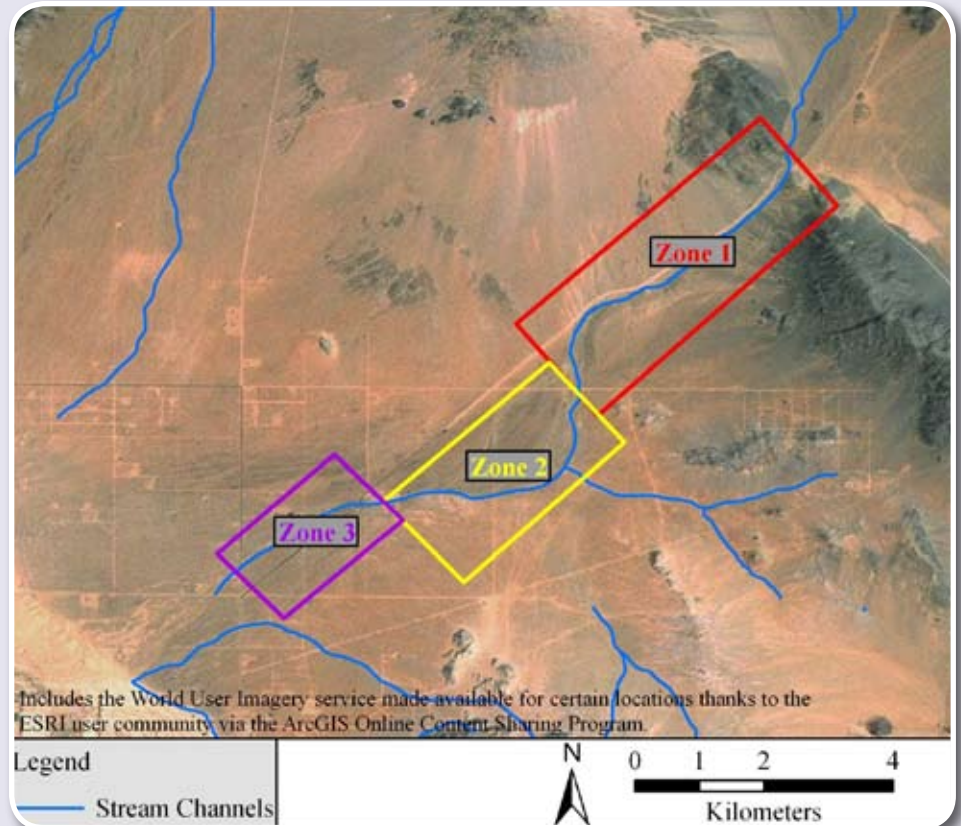 Zone 1
Zone 2
Zone 3
Includes the World User Imagery service made available for certain locations thanks to the
ESRI user community via the ArcGIS Online Content Sharing Program.
Legend
Stream Channels
N
0 1 2 4
Kilometers